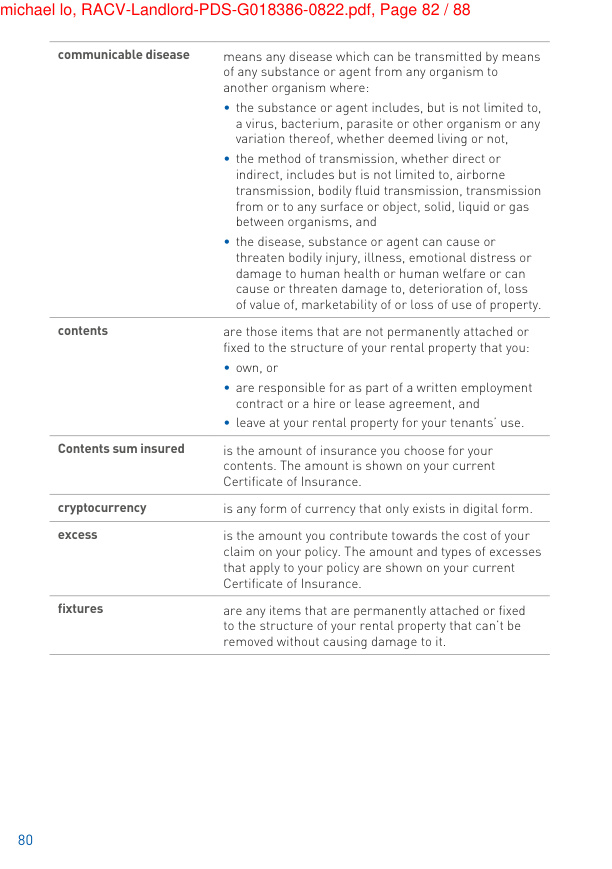 michael lo, RACV-Landlord-PDS-G018386-0822.pdf, Page 82 / 88
communicable disease
means any disease which can be transmitted by means
of any substance or agent from any organism to
another organism where:
• the substance or agent includes, but is not limited to,
a virus, bacterium, parasite or other organism or any
variation thereof, whether deemed living or not,
• the method of transmission, whether direct or
indirect, includes but is not limited to, airborne
transmission, bodily fluid transmission, transmission
from or to any surface or object, solid, liquid or gas
between organisms, and
• the disease, substance or agent can cause or
threaten bodily injury, illness, emotional distress or
damage to human health or human welfare or can
cause or threaten damage to, deterioration of, loss
of value of, marketability of or loss of use of property.
contents
are those items that are not permanently attached or
fixed to the structure of your rental property that you:
• own, or
• are responsible for as part of a written employment
contract or a hire or lease agreement, and
• leave at your rental property for your tenants' use.
Contents sum insured
is the amount of insurance you choose for your
contents. The amount is shown on your current
Certificate of Insurance.
cryptocurrency
is any form of currency that only exists in digital form.
excess
is the amount you contribute towards the cost of your
claim on your policy. The amount and types of excesses
that apply to your policy are shown on your current
Certificate of Insurance.
fixtures
are any items that are permanently attached or fixed
to the structure of your rental property that can't be
removed without causing damage to it.
80